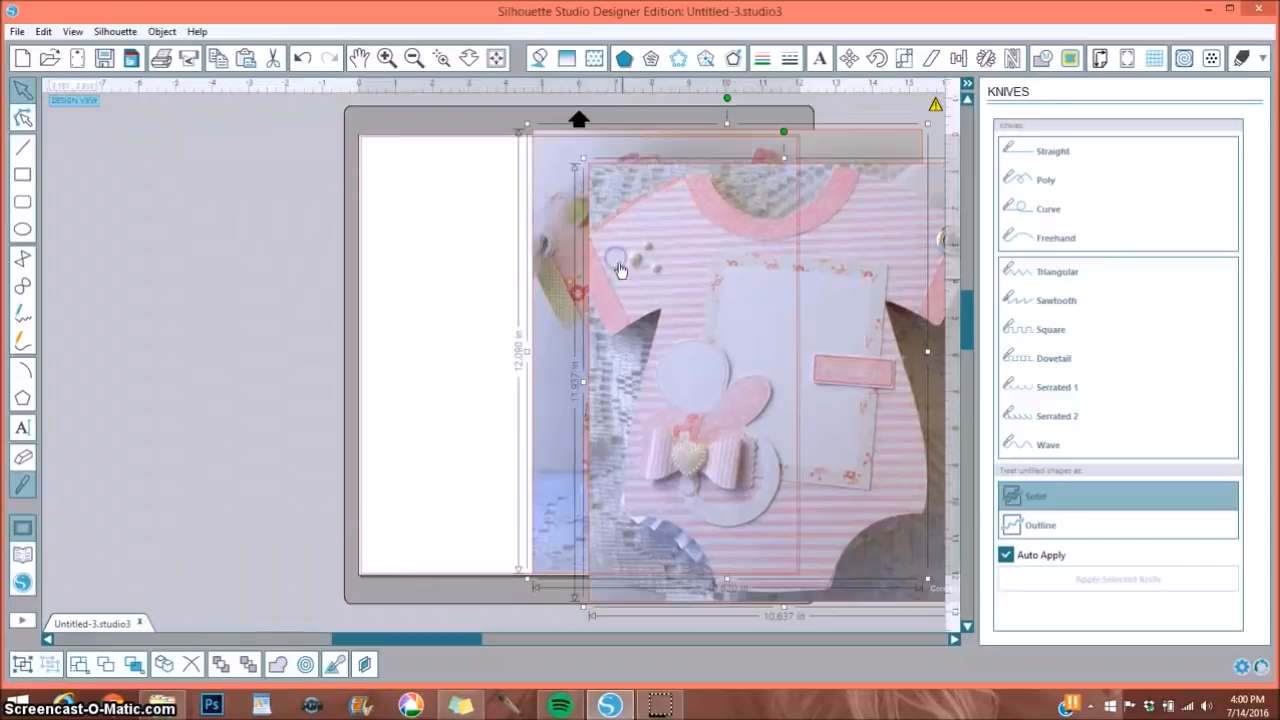 Silhouette Studio Designer Edition: Untitled-3.studio3
File Edit View Silhouette Object Help
DESIGN VIEW
KNIVES
Knives:
Straight
Poly
Curve
Freehand
Triangular
Sawtooth
Square
Dovetail
Serrated 1
Serrated 2
Wave
Treat unfilled shapes as:
Solid
Outline
Auto Apply
Apply Selected Knife
12.090 in
10.637 in
Untitled-3.studio3 x
Screencast-O-Matic.com
4:00 PM
7/14/2016